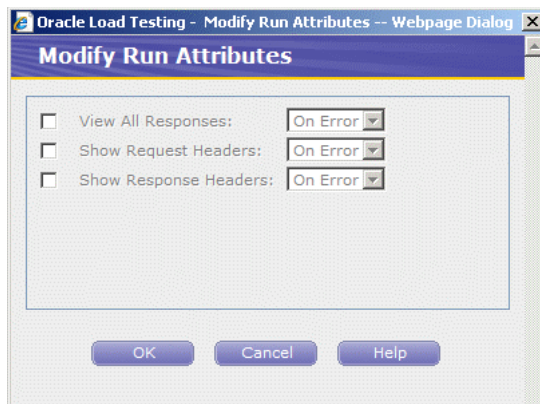 Oracle Load Testing - Modify Run Attributes -- Webpage Dialog
Modify Run Attributes
View All Responses: On Error
Show Request Headers: On Error
Show Response Headers: On Error
OK Cancel Help